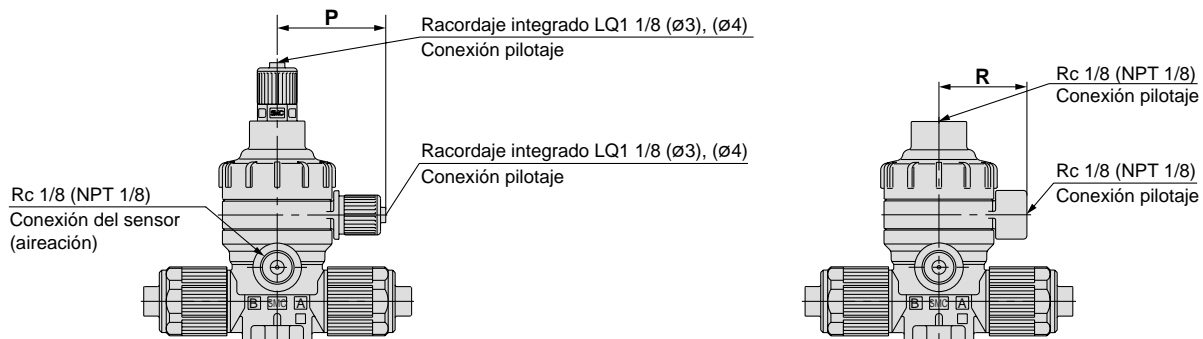 P
Racordaje integrado LQ1 1/8 (ø3), (ø4)
Conexión pilotaje
SMC
Racordaje integrado LQ1 1/8 (ø3), (ø4)
Conexión pilotaje
Rc 1/8 (NPT 1/8)
Conexión del sensor
(aireación)
B SMC A
R
Rc 1/8 (NPT 1/8)
Conexión pilotaje
Rc 1/8 (NPT 1/8)
Conexión pilotaje
B SMC A